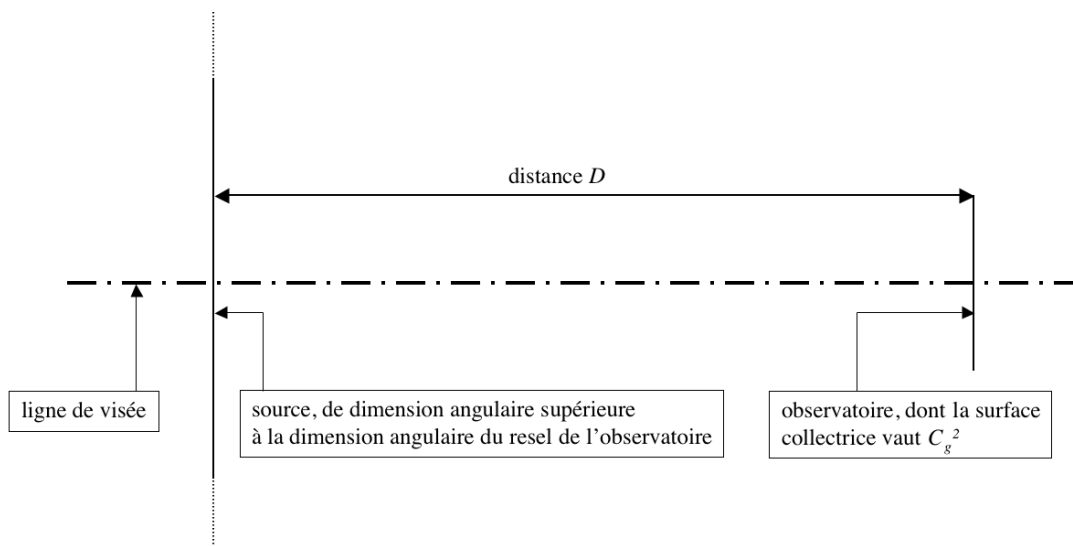 distance D
ligne de visée
source, de dimension angulaire supérieure
à la dimension angulaire du resel de l'observatoire
observatoire, dont la surface
collectrice vaut C_g²